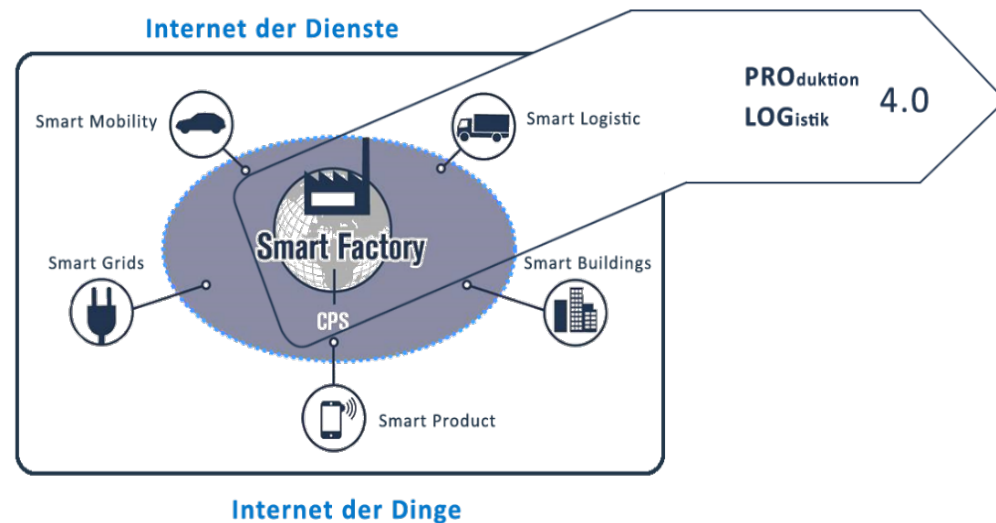 Internet der Dienste
PROduktion
LOGistik
4.0
Smart Mobility
Smart Logistic
Smart Factory
Smart Grids
Smart Buildings
CPS
Smart Product
Internet der Dinge